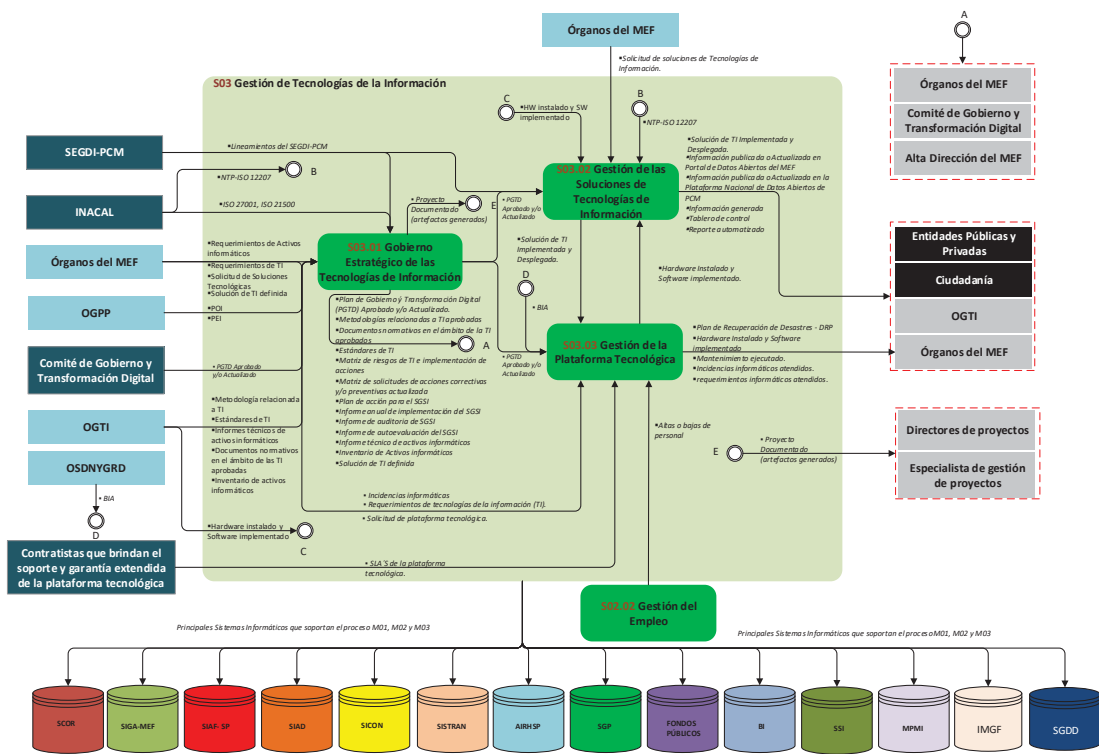 Órganos del MEF
A
▪Solicitud de soluciones de Tecnologías de
Información.
S03 Gestión de Tecnologías de la Información
Órganos del MEF
Comité de Gobierno
y Transformación Digital
Alta Dirección del MEF
C
▪HW instalado y SW
implementado
B
▪NTP-ISO 12207
SEGDI-PCM
▪Lineamientos del SEGDI-PCM
B
▪NTP-ISO 12207
INACAL
▪ISO 27001, ISO 21500
▪ Proyecto
Documentado
(artefactos generados)
E
▪ PGTD
Aprobado y/o
Actualizado
S03.02 Gestión de las
Soluciones de
Tecnologías de
Información
▪Solución de TI Implementada y
Desplegada.
▪Información publicada o Actualizada en
Portal de Datos Abiertos del MEF
▪Información publicada o Actualizada en la
Plataforma Nacional de Datos Abiertos de
PCM
▪Información generada
▪Tablero de control
▪Reporte automatizado
Órganos del MEF
▪Requerimientos de Activos
informáticos
▪Requerimientos de TI
▪Solicitud de Soluciones
Tecnológicas
▪Solución de TI definida
S03.01 Gobierno
Estratégico de las
Tecnologías de Información
▪Solución de TI
Implementada y
Desplegada.
▪Hardware Instalado y
Software implementado.
Entidades Públicas y
Privadas
Ciudadanía
OGTI
Órganos del MEF
OGPP
▪POI
▪PEI
D
▪ BIA
▪Plan de Gobierno ý Transformación Digital
(PGTD) Aprobado y/o Actualizado.
▪Metodologías relacionados a TI aprobadas
▪Documentos normativos en el ámbito de la TI
aprobados
A
▪Estándares de TI
▪Matriz de riesgos de TI e implementación de
acciones
▪Matriz de solicitudes de acciones correctivas
y/o preventivas actualizada
▪Plan de acción para el SGSI
▪Informe anual de implementación del SGSI
▪Informe de auditoria de SGSI
▪Informe de autoevaluación del SGSI
▪Informe técnico de activos informáticos
▪Inventario de Activos informáticos
▪Solución de TI definida
▪ PGTD
Aprobado y/o
Actualizado
S03.03 Gestión de la
Plataforma Tecnológica
▪Plan de Recuperación de Desastres - DRP
▪Hardware Instalado y Software
implementado
▪Mantenimiento ejecutado.
▪Incidencias informáticos atendidos.
▪requerimientos informáticos atendidos.
Comité de Gobierno y
Transformación Digital
▪ PGTD Aprobado
y/o Actualizado
OGTI
▪Metodología relacionada
a TI
▪Estándares de TI
▪Informes técnicos de
activos informáticos
▪Documentos normativos
en el ámbito de las TI
aprobadas
▪Inventario de activos
informáticos
▪Altas o bajas de
personal
E
▪ Proyecto
Documentado
(artefactos generados)
Directores de proyectos
Especialista de gestión
de proyectos
OSDNYGRD
▪ BIA
D
▪ Incidencias informáticas
▪ Requerimientos de tecnologías de la información (TI).
▪ Solicitud de plataforma tecnológica.
▪Hardware instalado y
Software implementado
C
Contratistas que brindan el
soporte y garantía extendida
de la plataforma tecnológica
▪ SLA´S de la plataforma
tecnológica.
S02.02 Gestión del
Empleo
Principales Sistemas Informáticos que soportan el proceso M01, M02 y M03
Principales Sistemas Informáticos que soportan el proceso M01, M02 y M03
SCOR
SIGA-MEF
SIAF- SP
SIAD
SICON
SISTRAN
AIRHSP
SGP
FONDOS
PÚBLICOS
BI
SSI
MPMI
IMGF
SGDD